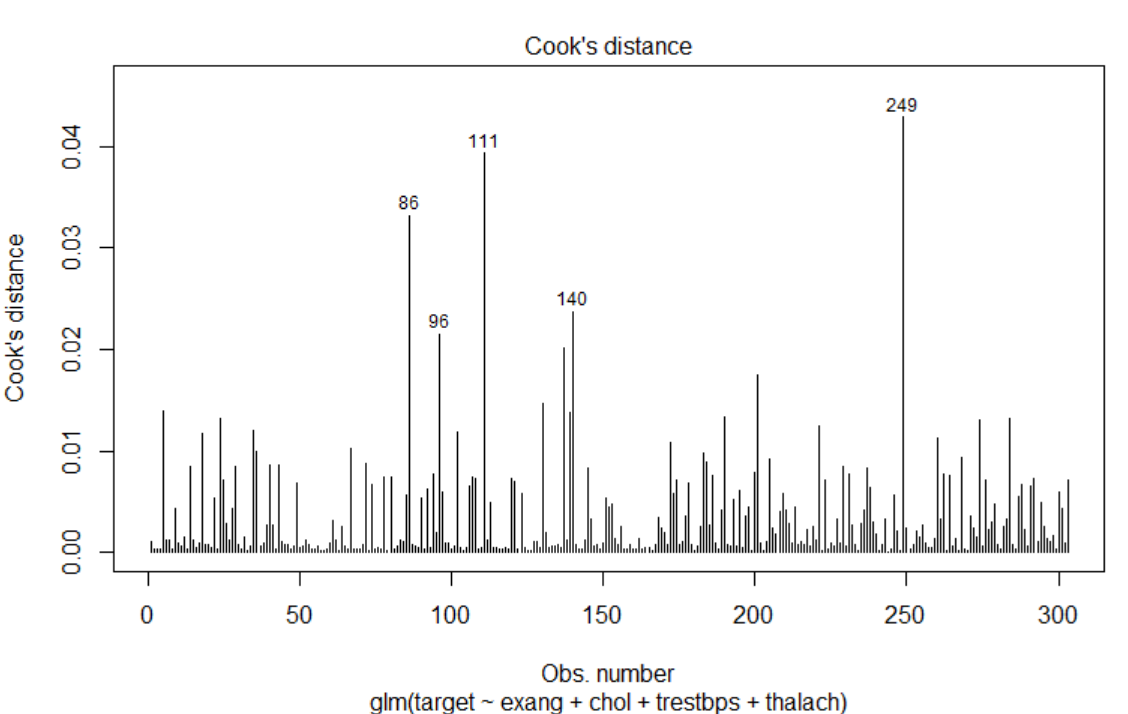 Cook's distance
249
111
86
140
96
Cook's distance
0.04
0.03
0.02
0.01
0.00
0 50 100 150 200 250 300
Obs. number
glm(target ~ exang + chol + trestbps + thalach)